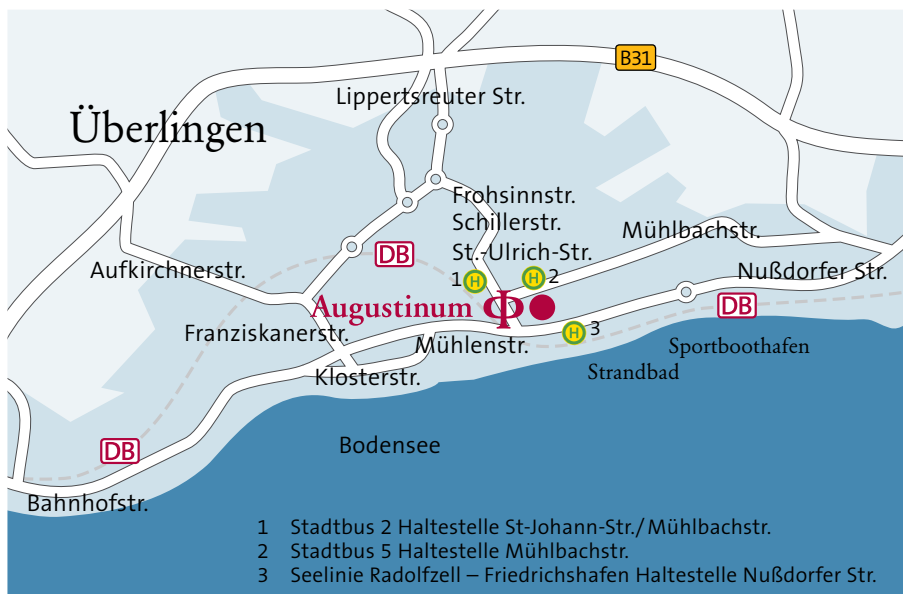 B31
Lippertsreuter Str.
Überlingen
Frohsinnstr.
Schillerstr.
St.-Ulrich-Str.
Mühlbachstr.
DB
Aufkirchnerstr.
1 H
H 2
Nußdorfer Str.
Augustinum Φ
DB
Franziskanerstr.
H 3
Mühlenstr.
Sportboothafen
Klosterstr.
Strandbad
DB
Bodensee
Bahnhofstr.
1 Stadtbus 2 Haltestelle St-Johann-Str./Mühlbachstr.
2 Stadtbus 5 Haltestelle Mühlbachstr.
3 Seelinie Radolfzell – Friedrichshafen Haltestelle Nußdorfer Str.